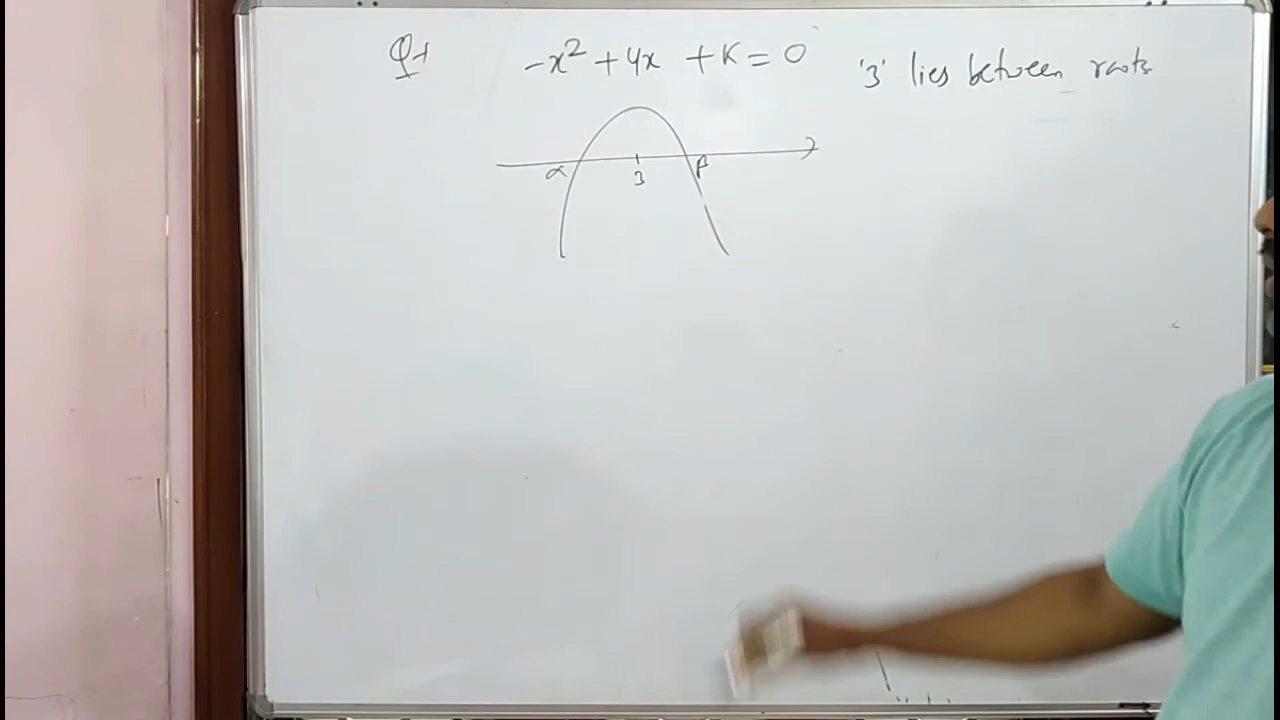 Q1 -x² + 4x + K = 0 '3' lies between roots
α 3 β